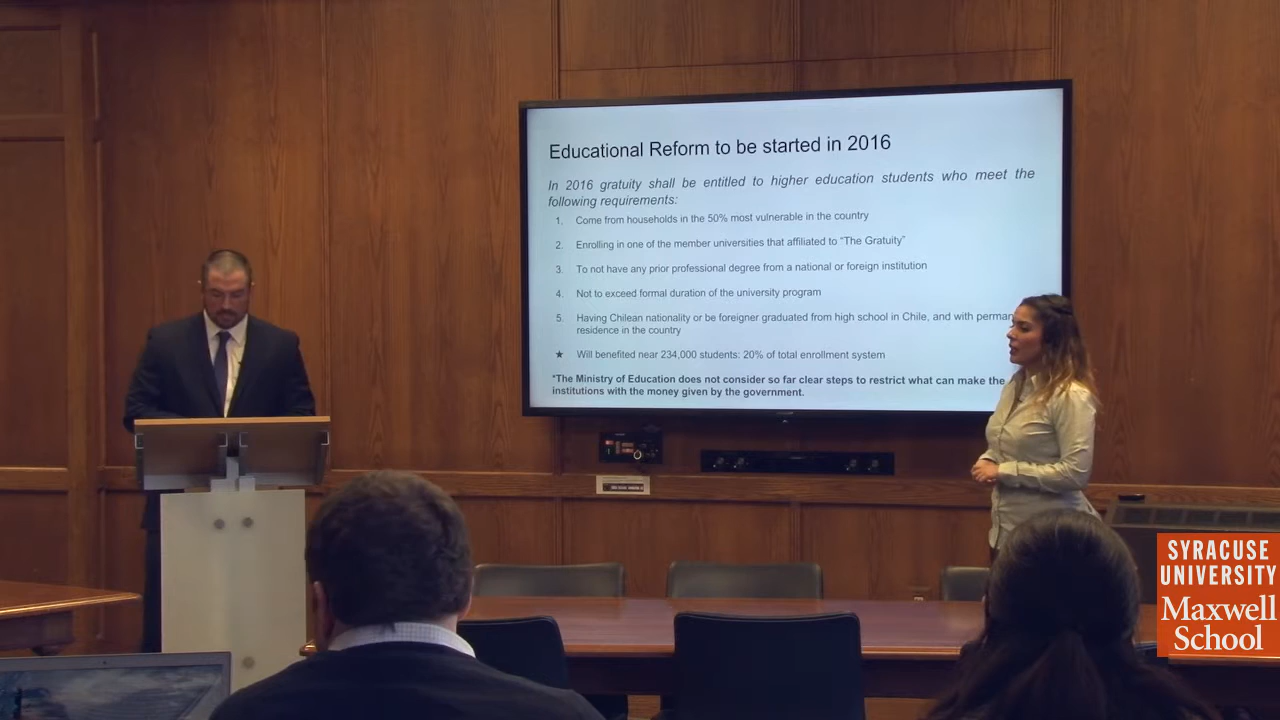 Educational Reform to be started in 2016
In 2016 gratuity shall be entitled to higher education students who meet the
following requirements:
1. Come from households in the 50% most vulnerable in the country
2. Enrolling in one of the member universities that affiliated to “The Gratuity”
3. To not have any prior professional degree from a national or foreign institution
4. Not to exceed formal duration of the university program
5. Having Chilean nationality or be foreigner graduated from high school in Chile, and with perman
residence in the country
★ Will benefited near 234,000 students: 20% of total enrollment system
*The Ministry of Education does not consider so far clear steps to restrict what can make the
institutions with the money given by the government.
SYRACUSE
UNIVERSITY
Maxwell
School